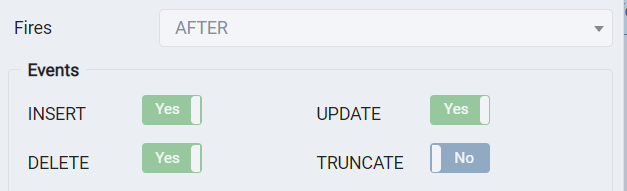 Fires AFTER
Events
INSERT Yes UPDATE Yes
DELETE Yes TRUNCATE No